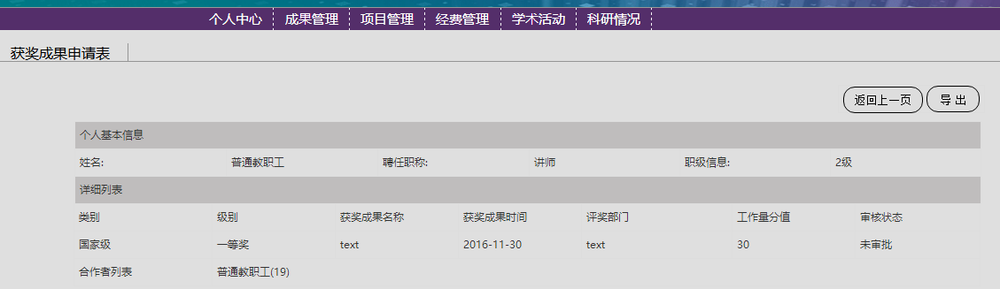 个人中心 成果管理 项目管理 经费管理 学术活动 科研情况
获奖成果申请表
返回上一页 导 出
个人基本信息
姓名: 普通教职工 聘任职称: 讲师 职级信息: 2级
详细列表
类别 级别 获奖成果名称 获奖成果时间 评奖部门 工作量分值 审核状态
国家级 一等奖 text 2016-11-30 text 30 未审批
合作者列表 普通教职工(19)